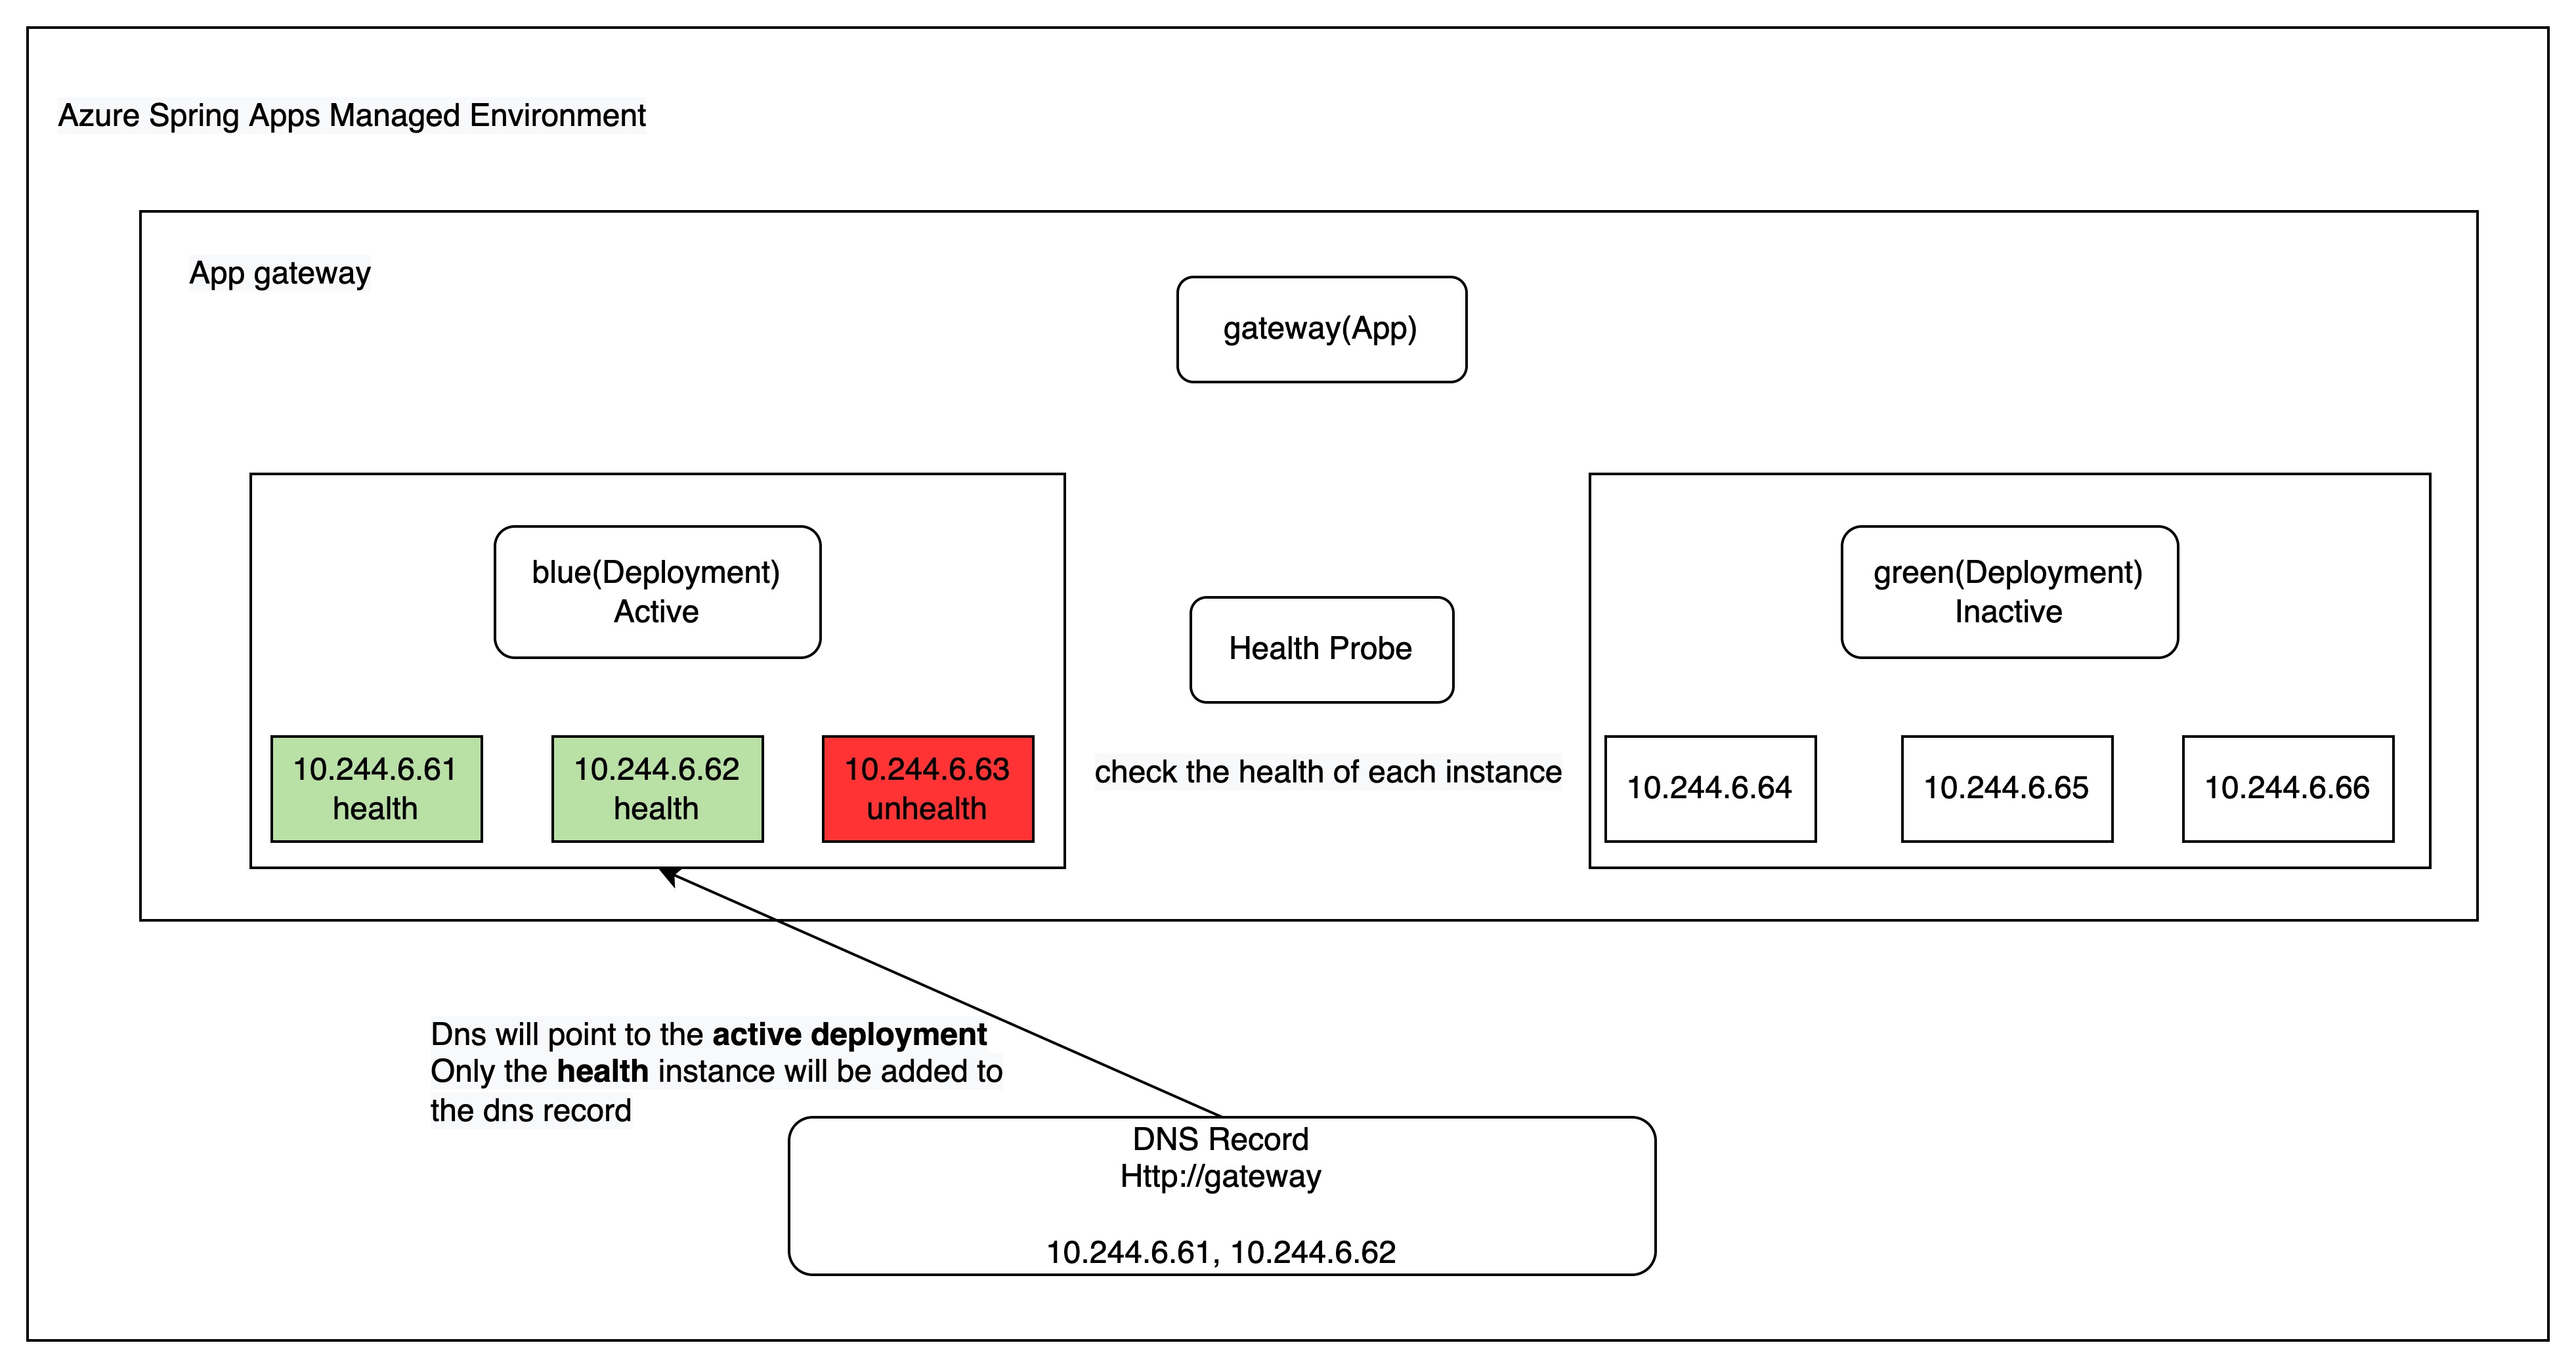 Azure Spring Apps Managed Environment
App gateway
gateway(App)
blue(Deployment)
Active
green(Deployment)
Inactive
Health Probe
10.244.6.61
health
10.244.6.62
health
10.244.6.63
unhealth
check the health of each instance
10.244.6.64
10.244.6.65
10.244.6.66
Dns will point to the active deployment
Only the health instance will be added to
the dns record
DNS Record
Http://gateway
10.244.6.61, 10.244.6.62